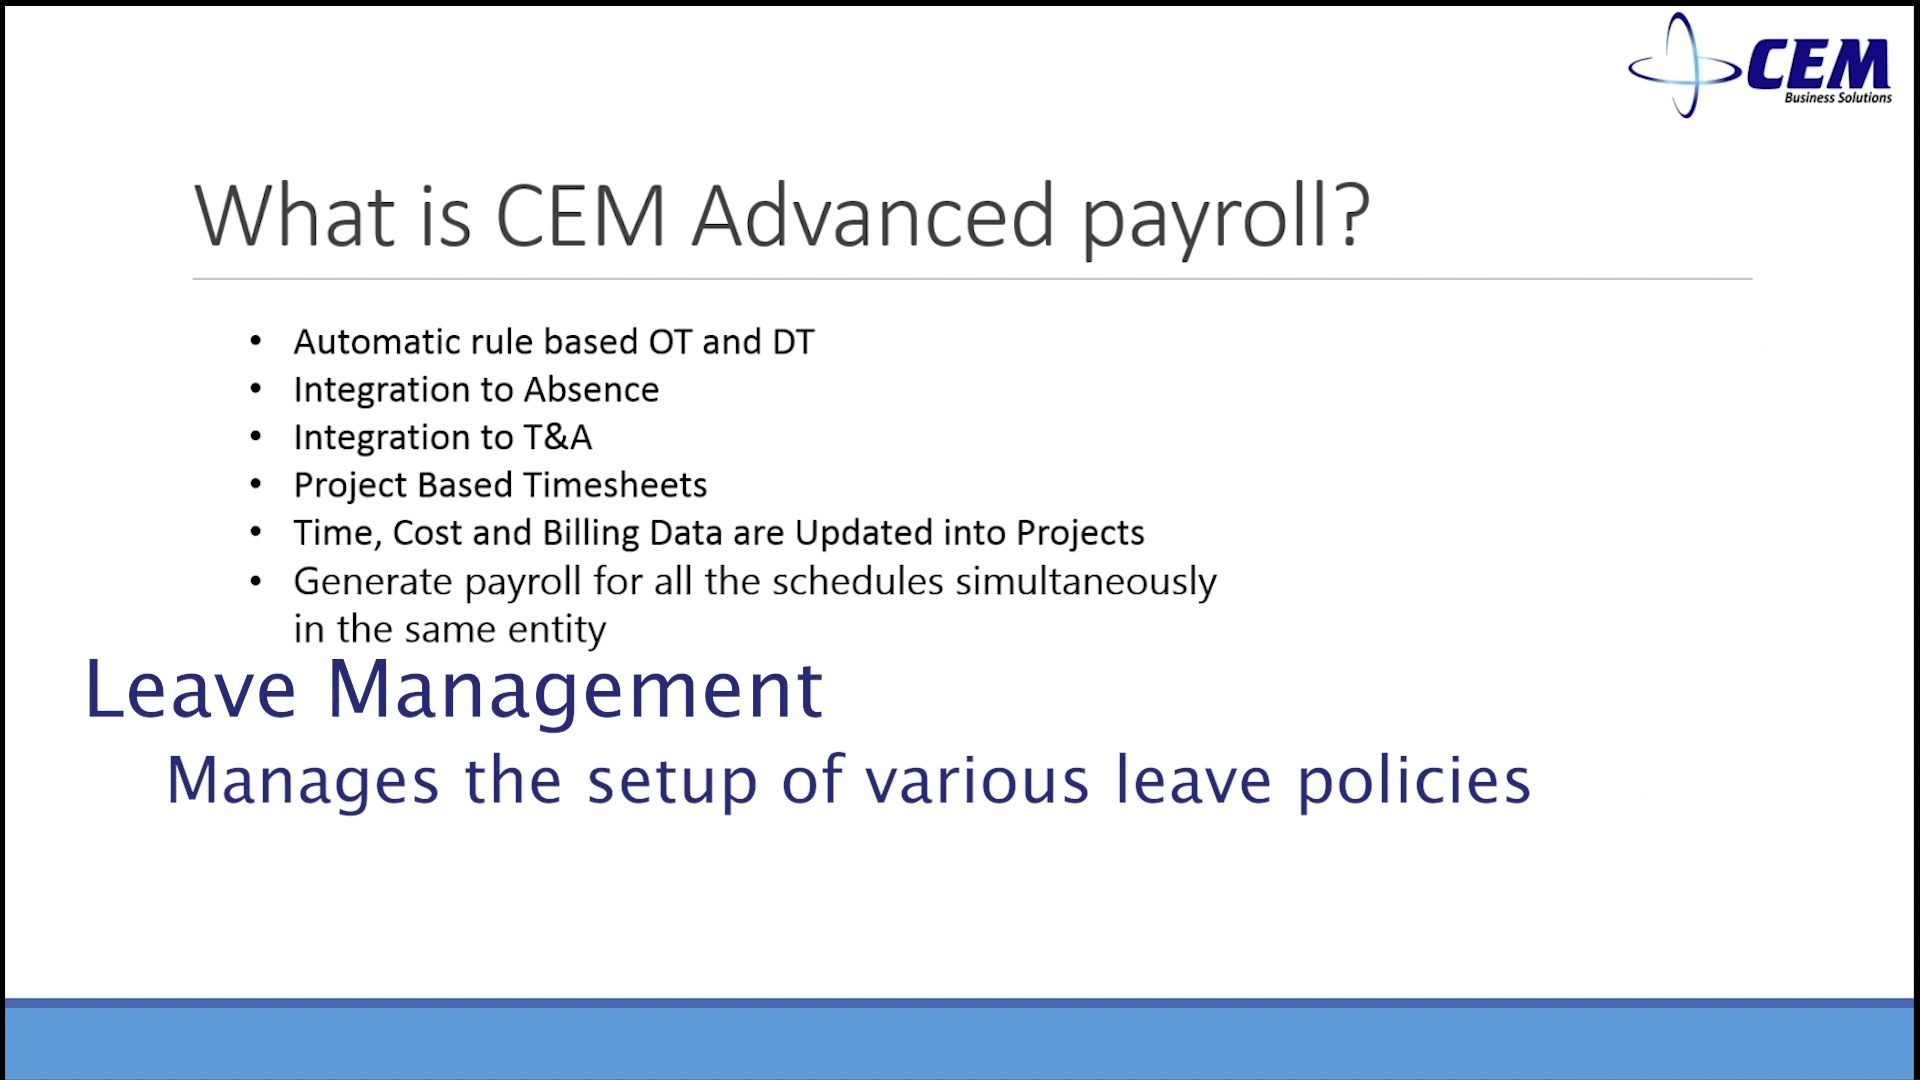 CEM
Business Solutions
What is CEM Advanced payroll?
• Automatic rule based OT and DT
• Integration to Absence
• Integration to T&A
• Project Based Timesheets
• Time, Cost and Billing Data are Updated into Projects
• Generate payroll for all the schedules simultaneously
in the same entity
Leave Management
Manages the setup of various leave policies